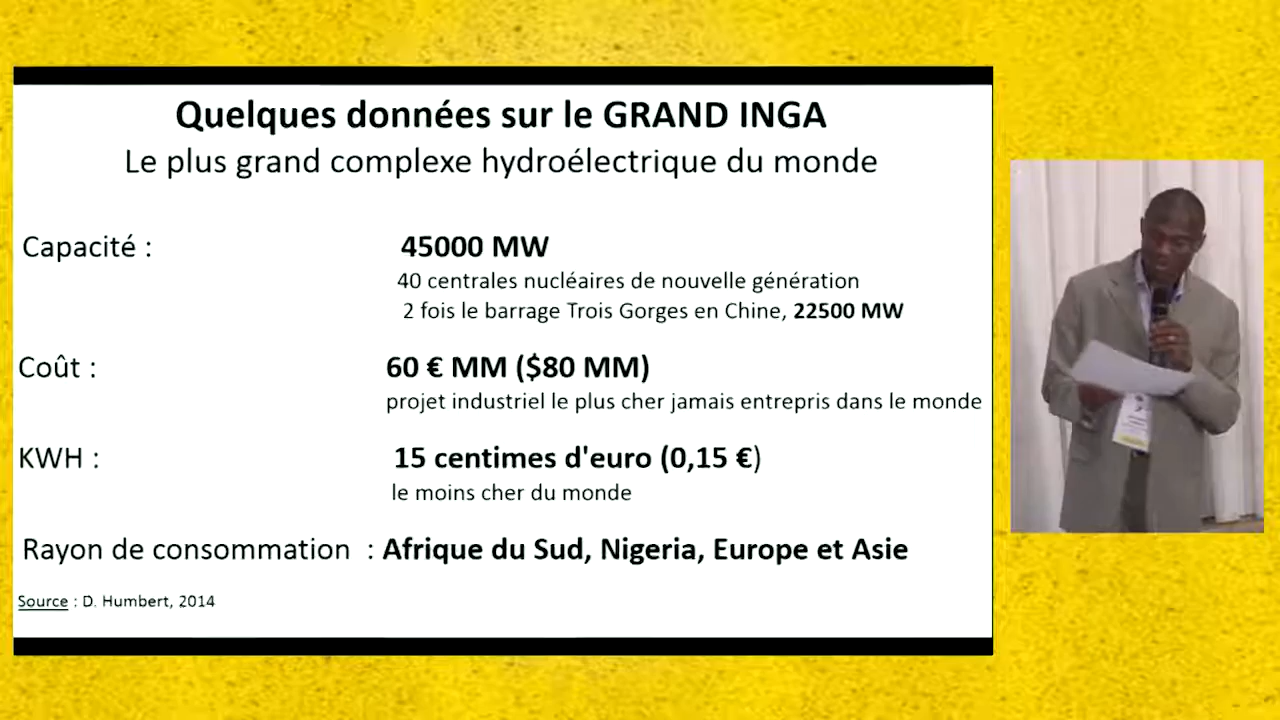 Quelques données sur le GRAND INGA
Le plus grand complexe hydroélectrique du monde
Capacité : 45000 MW
40 centrales nucléaires de nouvelle génération
2 fois le barrage Trois Gorges en Chine, 22500 MW
Coût : 60 € MM ($80 MM)
projet industriel le plus cher jamais entrepris dans le monde
KWH : 15 centimes d'euro (0,15 €)
le moins cher du monde
Rayon de consommation : Afrique du Sud, Nigeria, Europe et Asie
Source : D. Humbert, 2014